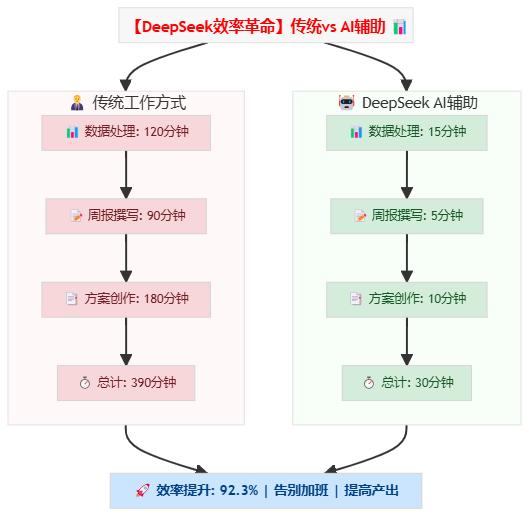 【DeepSeek效率革命】传统vs AI辅助 📊
👨‍💼 传统工作方式
📊 数据处理: 120分钟
📝 周报撰写: 90分钟
📑 方案创作: 180分钟
⏱️ 总计: 390分钟
🤖 DeepSeek AI辅助
📊 数据处理: 15分钟
📝 周报撰写: 5分钟
📑 方案创作: 10分钟
⏱️ 总计: 30分钟
🚀 效率提升: 92.3% | 告别加班 | 提高产出